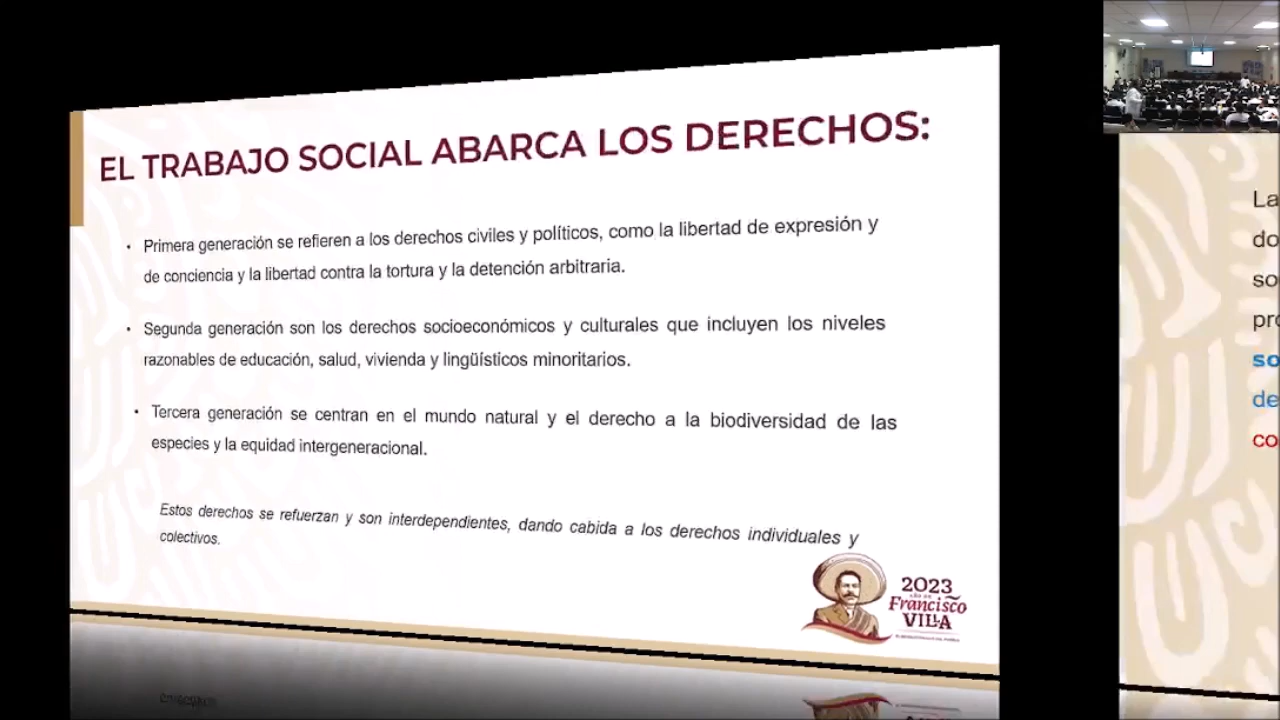 EL TRABAJO SOCIAL ABARCA LOS DERECHOS:
• Primera generación se refieren a los derechos civiles y políticos, como la libertad de expresión y
de conciencia y la libertad contra la tortura y la detención arbitraria.
• Segunda generación son los derechos socioeconómicos y culturales que incluyen los niveles
razonables de educación, salud, vivienda y lingüísticos minoritarios.
• Tercera generación se centran en el mundo natural y el derecho a la biodiversidad de las
especies y la equidad intergeneracional.
Estos derechos se refuerzan y son interdependientes, dando cabida a los derechos individuales y
colectivos.
2023
AÑO DE
Francisco
VILLA
La
do
so
pro
so
de
co